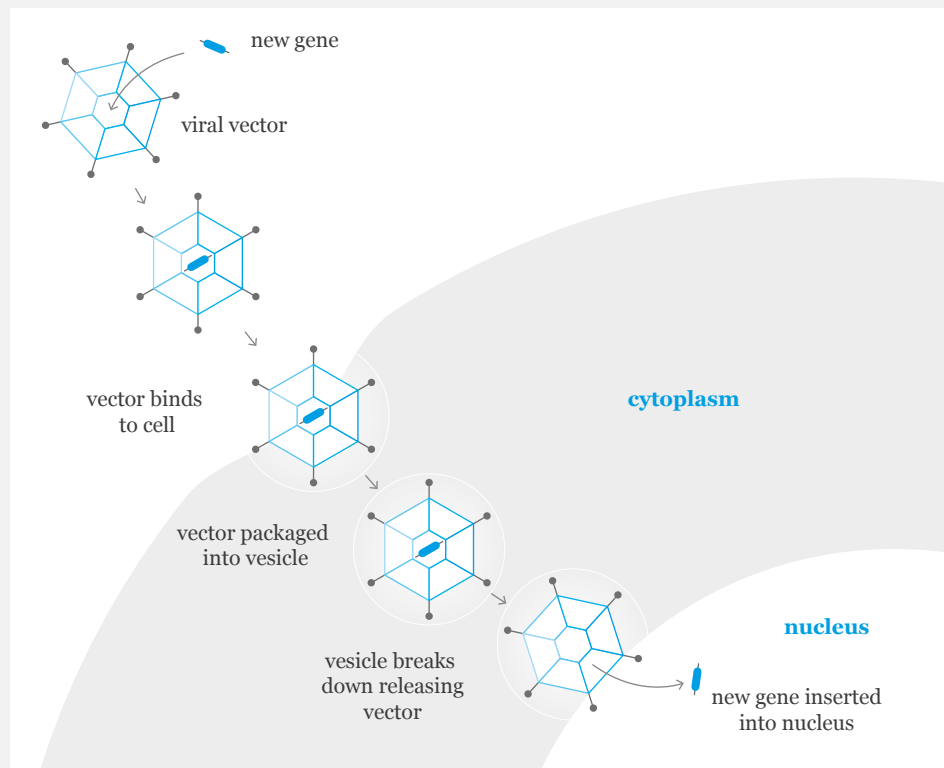 new gene
viral vector
vector binds
to cell
cytoplasm
vector packaged
into vesicle
nucleus
vesicle breaks
down releasing
vector
new gene inserted
into nucleus